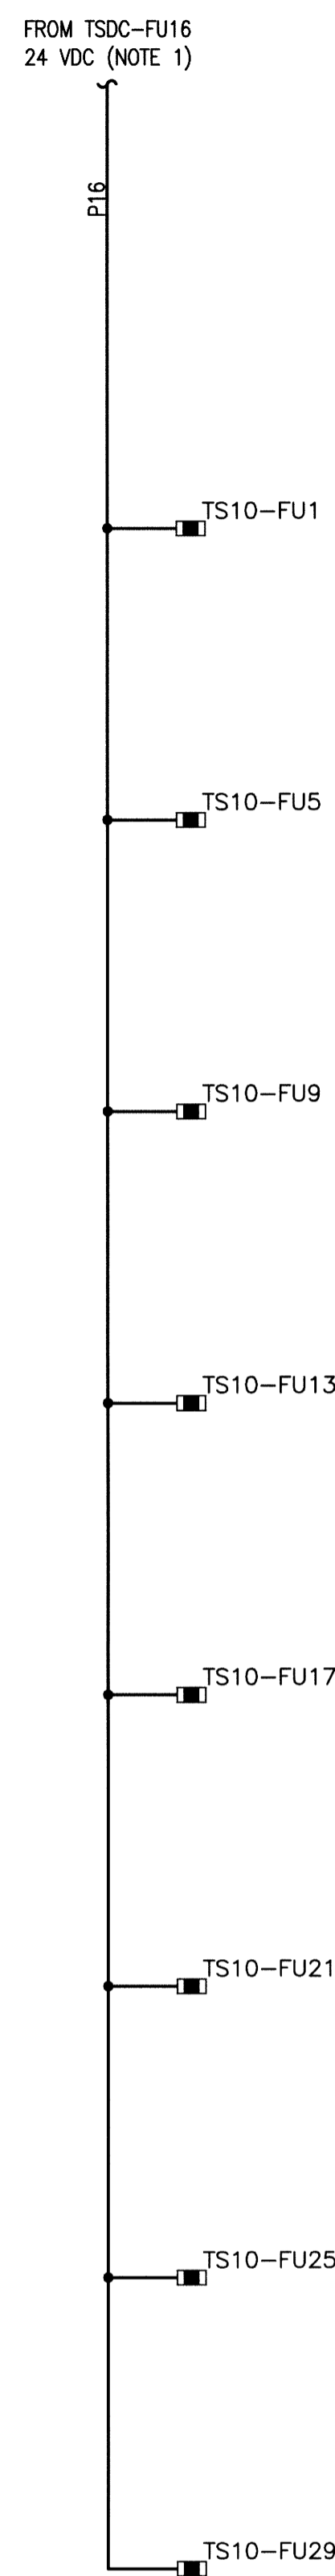 FROM TSDC-FU16
24 VDC (NOTE 1)
P16
TS10-FU1
TS10-FU5
TS10-FU9
TS10-FU13
TS10-FU17
TS10-FU21
TS10-FU25
TS10-FU29